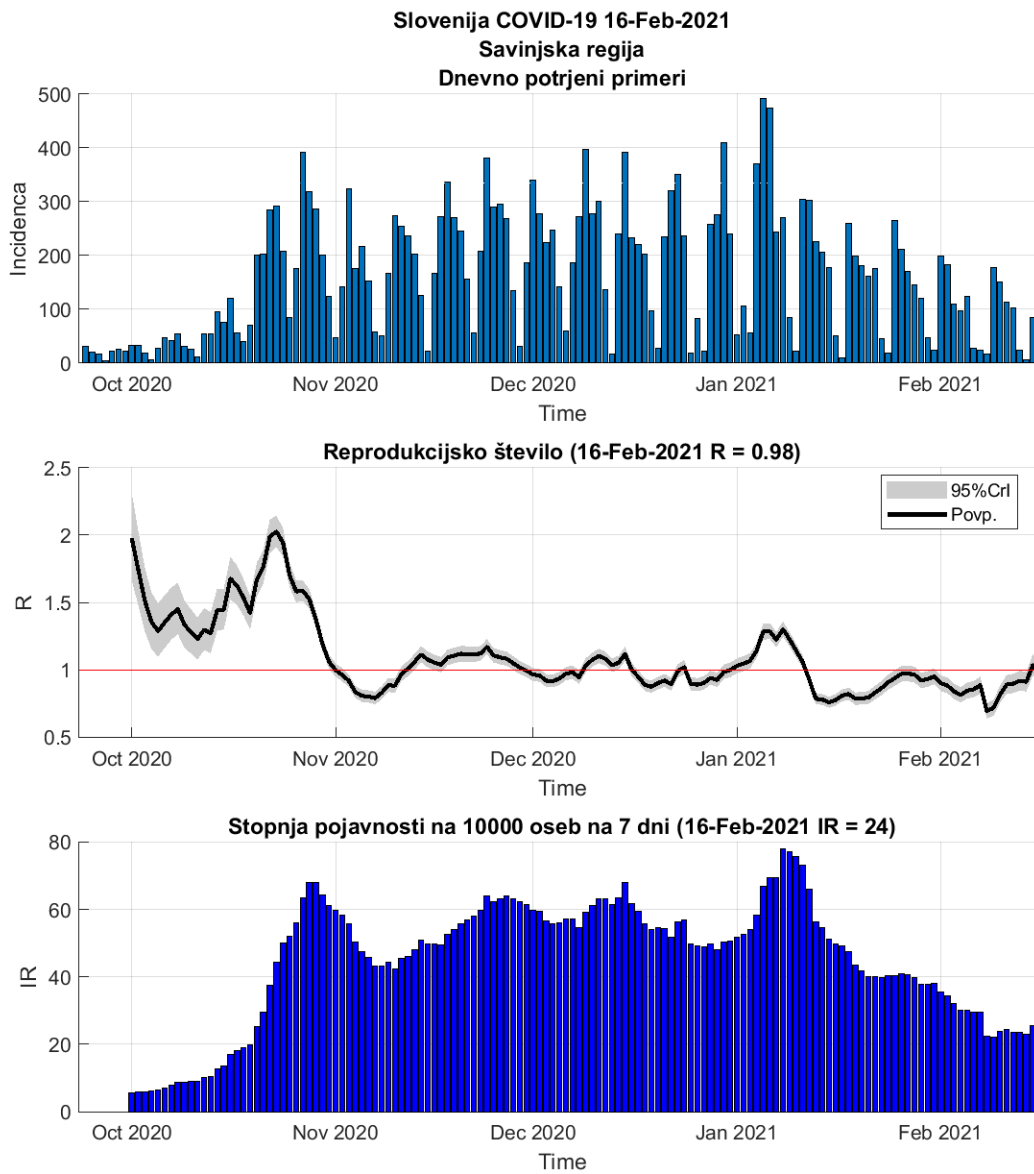 Slovenija COVID-19 16-Feb-2021
Savinjska regija
Dnevno potrjeni primeri
500
400
300
200
100
0
Incidenca
Oct 2020 Nov 2020 Dec 2020 Jan 2021 Feb 2021
Time
Reprodukcijsko število (16-Feb-2021 R = 0.98)
2.5
2
1.5
1
0.5
R
95%CrI
Povp.
Oct 2020 Nov 2020 Dec 2020 Jan 2021 Feb 2021
Time
Stopnja pojavnosti na 10000 oseb na 7 dni (16-Feb-2021 IR = 24)
80
60
40
20
0
IR
Oct 2020 Nov 2020 Dec 2020 Jan 2021 Feb 2021
Time